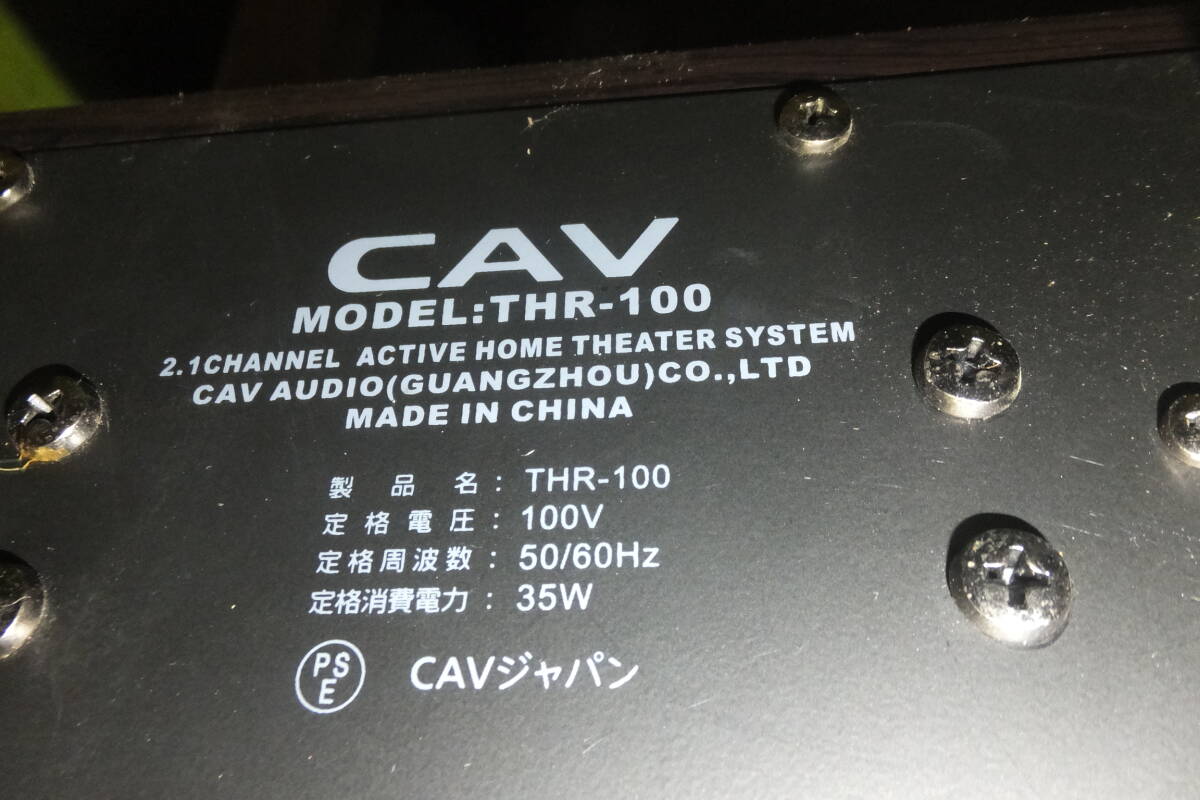 CAV
MODEL:THR-100
2.1CHANNEL ACTIVE HOME THEATER SYSTEM
CAV AUDIO(GUANGZHOU)CO.,LTD
MADE IN CHINA
製品名: THR-100
定格電圧: 100V
定格周波数: 50/60Hz
定格消費電力: 35W
PSE CAVジャパン